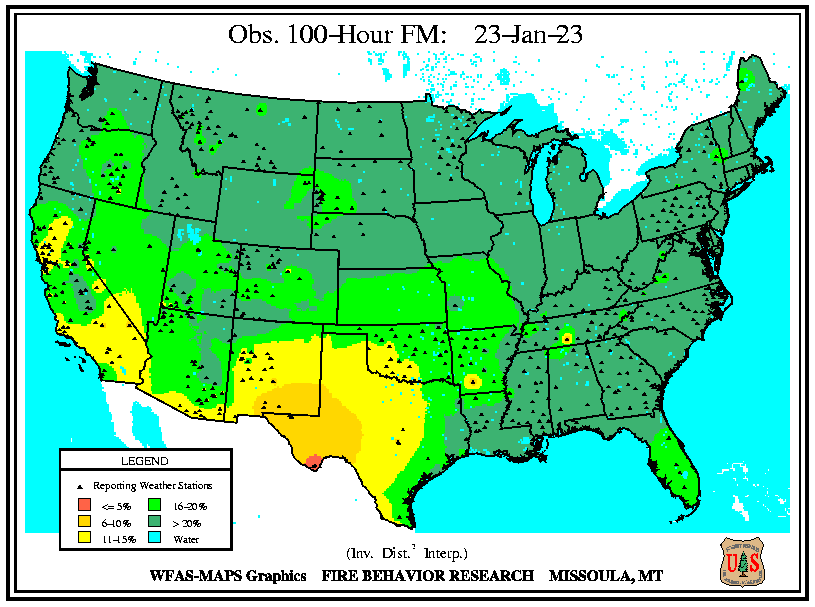 Obs. 100-Hour FM: 23-Jan-23
LEGEND
Reporting Weather Stations
<= 5%
16-20%
6-10%
> 20%
11-15%
Water
(Inv. Dist.² Interp.)
WFAS-MAPS Graphics FIRE BEHAVIOR RESEARCH MISSOULA, MT
U S